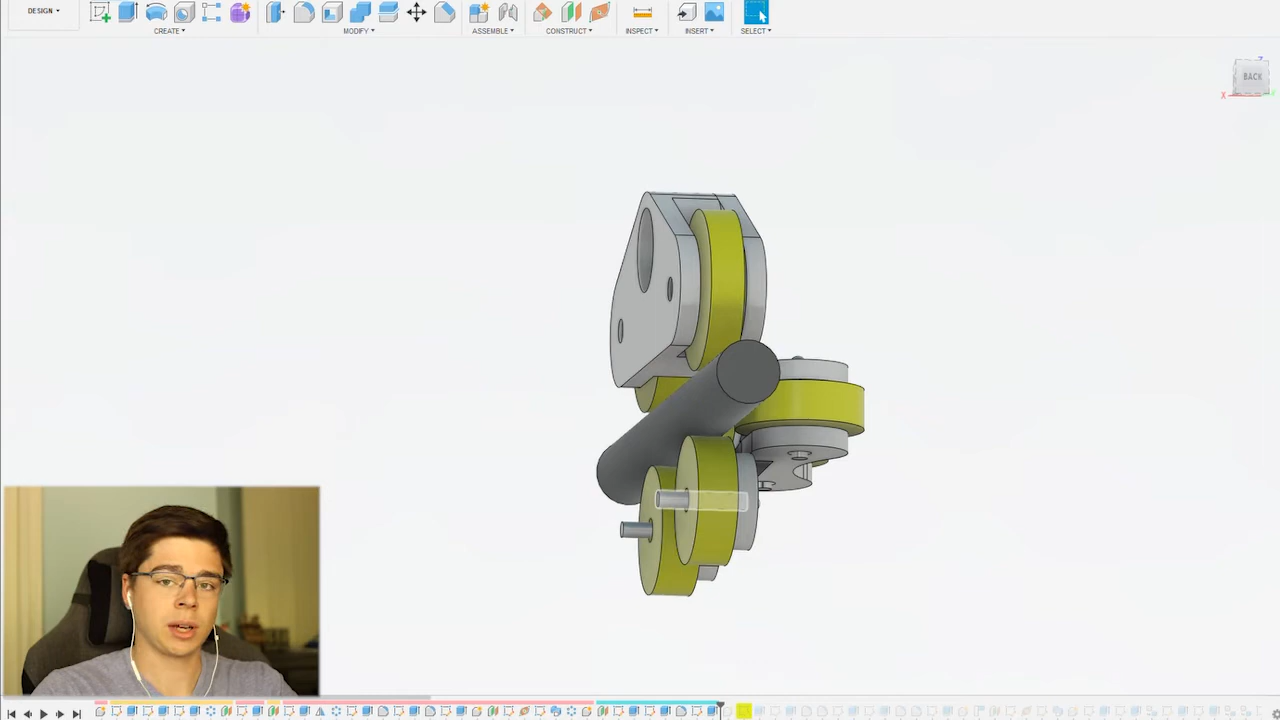 DESIGN
CREATE
MODIFY
ASSEMBLE
CONSTRUCT
INSPECT
INSERT
SELECT
Z
BACK
X